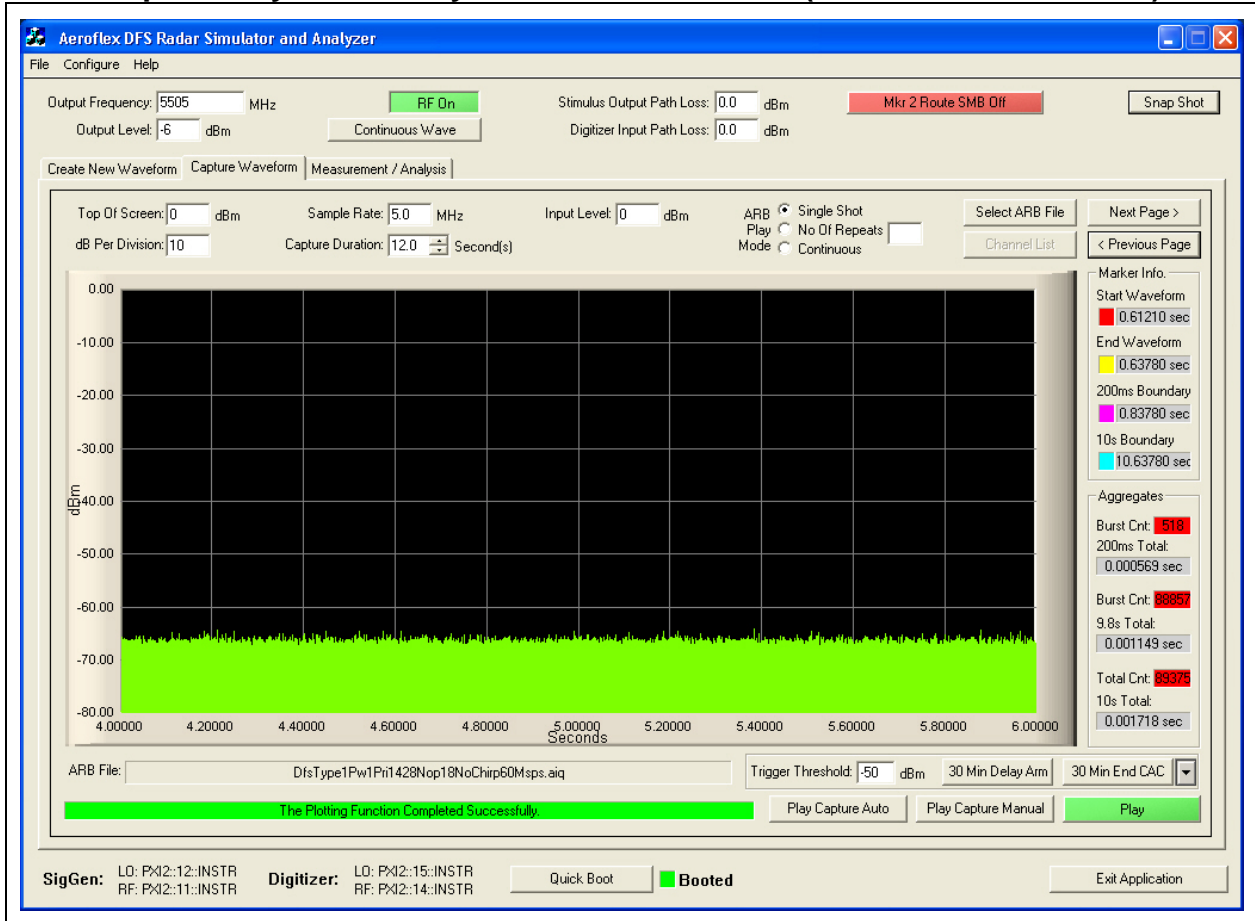 Aeroflex DFS Radar Simulator and Analyzer
File Configure Help
Output Frequency: 5505 MHz
RF On
Stimulus Output Path Loss: 0.0 dBm
Mkr 2 Route SMB Off
Snap Shot
Output Level: -6 dBm
Continuous Wave
Digitizer Input Path Loss: 0.0 dBm
Create New Waveform Capture Waveform Measurement / Analysis
Top Of Screen: 0 dBm
Sample Rate: 5.0 MHz
Input Level: 0 dBm
ARB Play Mode
Single Shot
No Of Repeats
Continuous
Select ARB File
Next Page >
dB Per Division: 10
Capture Duration: 12.0 Second(s)
Channel List
< Previous Page
0.00
-10.00
-20.00
-30.00
-40.00
-50.00
-60.00
-70.00
-80.00
dBm
4.00000 4.20000 4.40000 4.60000 4.80000 5.00000 5.20000 5.40000 5.60000 5.80000 6.00000
Seconds
Marker Info.
Start Waveform
0.61210 sec
End Waveform
0.63780 sec
200ms Boundary
0.83780 sec
10s Boundary
10.63780 sec
Aggregates
Burst Cnt: 518
200ms Total:
0.000569 sec
Burst Cnt: 88857
9.8s Total:
0.001149 sec
Total Cnt: 89375
10s Total:
0.001718 sec
ARB File: DfsType1Pw1Pri1428Nop18NoChirp60Msps.aiq
Trigger Threshold: -50 dBm
30 Min Delay Arm
30 Min End CAC
The Plotting Function Completed Successfully.
Play Capture Auto
Play Capture Manual
Play
SigGen: LO: PXI2::12::INSTR
RF: PXI2::11::INSTR
Digitizer: LO: PXI2::15::INSTR
RF: PXI2::14::INSTR
Quick Boot
Booted
Exit Application